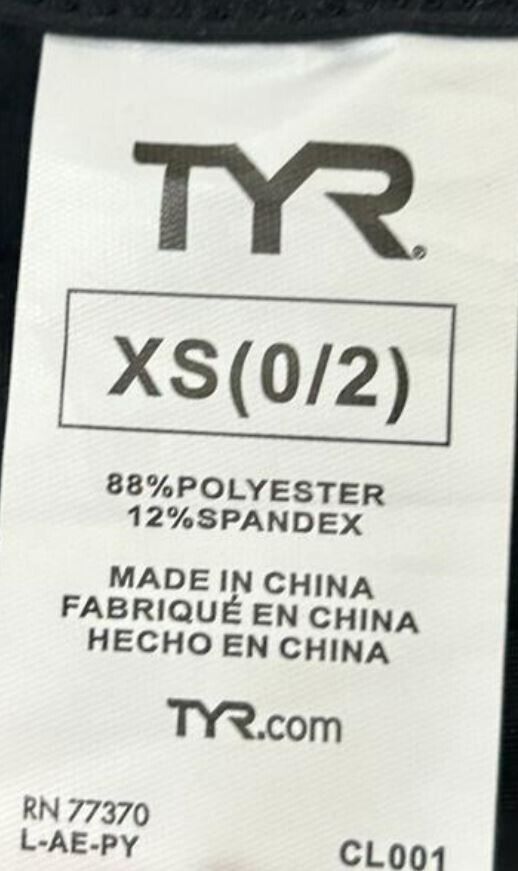 TYR®
XS(0/2)
88%POLYESTER
12%SPANDEX
MADE IN CHINA
FABRIQUÉ EN CHINA
HECHO EN CHINA
TYR.com
RN 77370
L-AE-PY
CL001